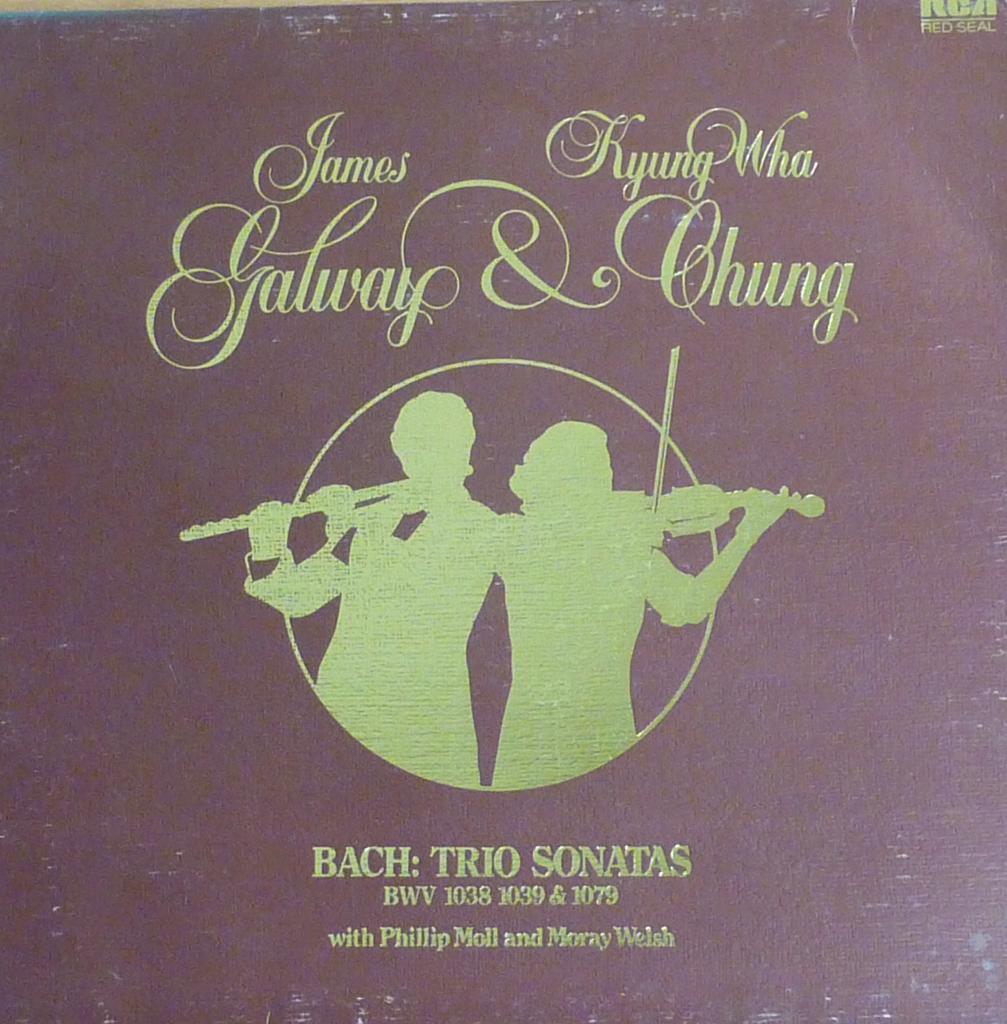 RCA
RED SEAL
James Kyung Wha
Galway & Chung
BACH: TRIO SONATAS
BWV 1038 1039 & 1079
with Phillip Moll and Moray Welsh